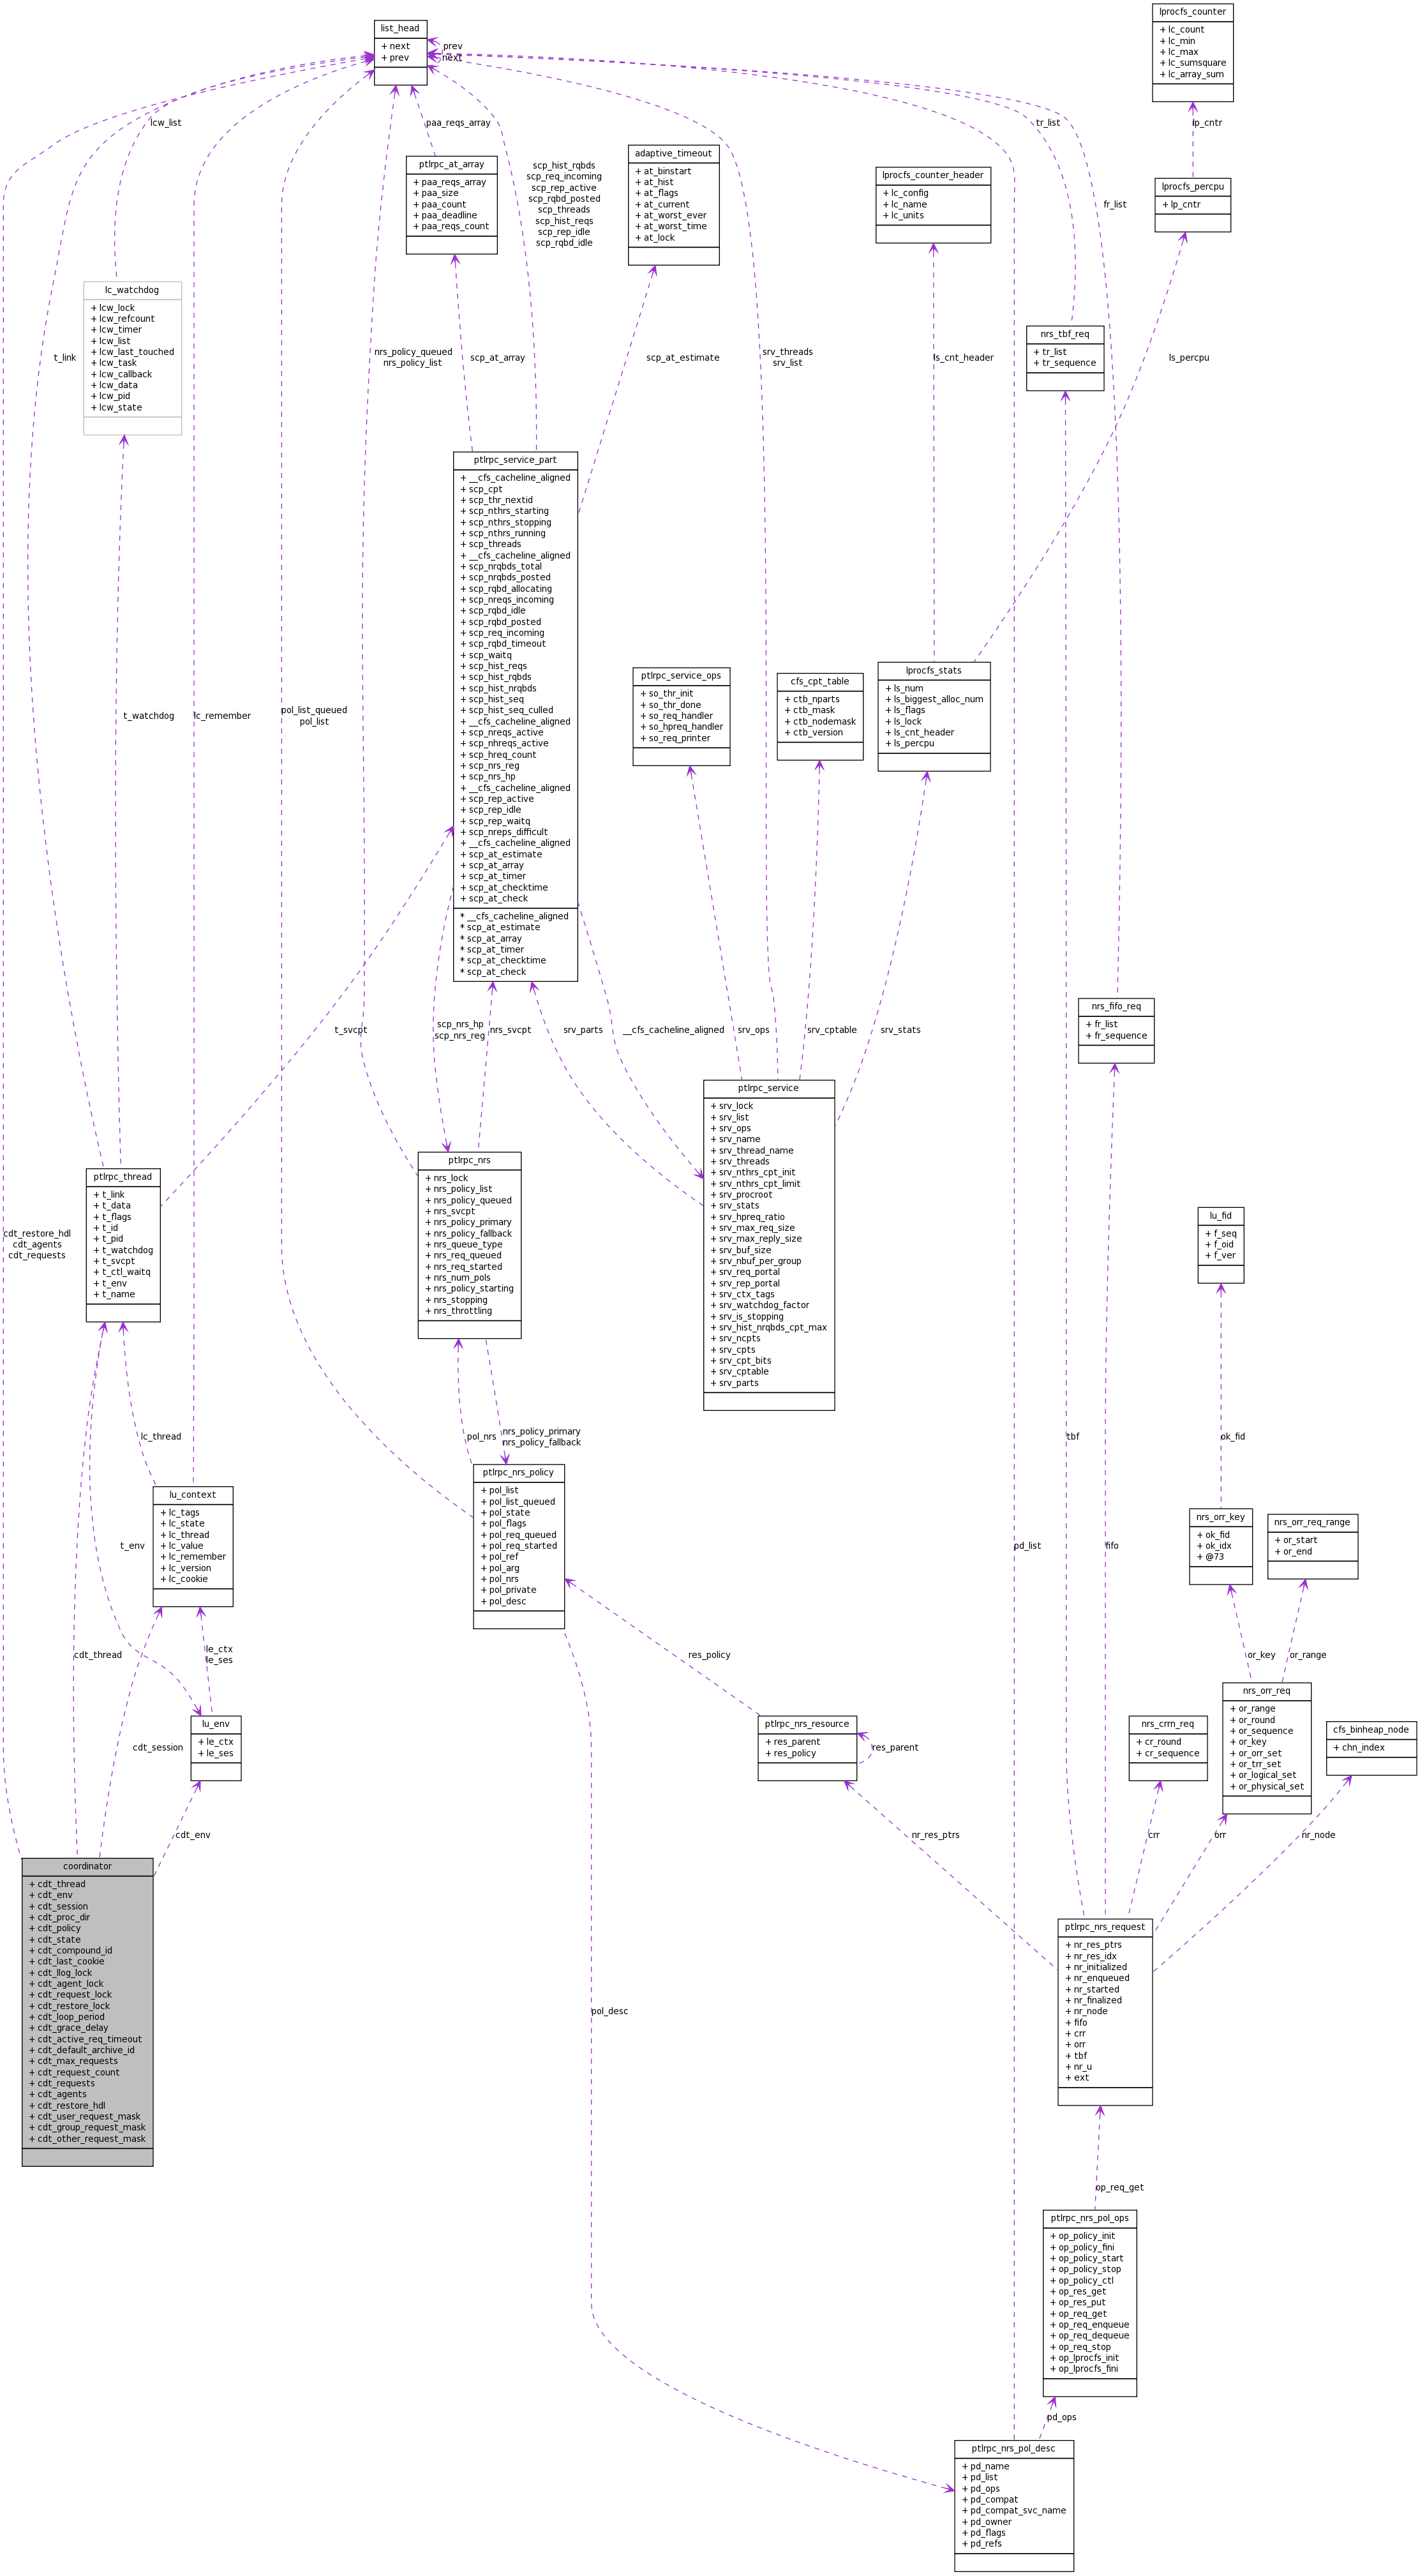 list_head
+ next
+ prev
prev
next
lprocfs_counter
+ lc_count
+ lc_min
+ lc_max
+ lc_sumsquare
+ lc_array_sum
lcw_list
paa_reqs_array
tr_list
lp_cntr
ptlrpc_at_array
+ paa_reqs_array
+ paa_size
+ paa_count
+ paa_deadline
+ paa_reqs_count
scp_hist_rqbds
scp_req_incoming
scp_rep_active
scp_rqbd_posted
scp_threads
scp_hist_reqs
scp_rep_idle
scp_rqbd_idle
adaptive_timeout
+ at_binstart
+ at_hist
+ at_flags
+ at_current
+ at_worst_ever
+ at_worst_time
+ at_lock
lprocfs_counter_header
+ lc_config
+ lc_name
+ lc_units
fr_list
lprocfs_percpu
+ lp_cntr
lc_watchdog
+ lcw_lock
+ lcw_refcount
+ lcw_timer
+ lcw_list
+ lcw_last_touched
+ lcw_task
+ lcw_callback
+ lcw_data
+ lcw_pid
+ lcw_state
t_link
nrs_policy_queued
nrs_policy_list
scp_at_array
scp_at_estimate
srv_threads
srv_list
ls_cnt_header
nrs_tbf_req
+ tr_list
+ tr_sequence
ls_percpu
ptlrpc_service_part
+ __cfs_cacheline_aligned
+ scp_cpt
+ scp_thr_nextid
+ scp_nthrs_starting
+ scp_nthrs_stopping
+ scp_nthrs_running
+ scp_threads
+ __cfs_cacheline_aligned
+ scp_nrqbds_total
+ scp_nrqbds_posted
+ scp_rqbd_allocating
+ scp_nreqs_incoming
+ scp_rqbd_idle
+ scp_rqbd_posted
+ scp_req_incoming
+ scp_rqbd_timeout
+ scp_waitq
+ scp_hist_reqs
+ scp_hist_rqbds
+ scp_hist_nrqbds
+ scp_hist_seq
+ scp_hist_seq_culled
+ __cfs_cacheline_aligned
+ scp_nreqs_active
+ scp_nhreqs_active
+ scp_hreq_count
+ scp_nrs_reg
+ scp_nrs_hp
+ __cfs_cacheline_aligned
+ scp_rep_active
+ scp_rep_idle
+ scp_rep_waitq
+ scp_nreps_difficult
+ __cfs_cacheline_aligned
+ scp_at_estimate
+ scp_at_array
+ scp_at_timer
+ scp_at_checktime
+ scp_at_check
* __cfs_cacheline_aligned
* scp_at_estimate
* scp_at_array
* scp_at_timer
* scp_at_checktime
* scp_at_check
t_watchdog
lc_remember
pol_list_queued
pol_list
ptlrpc_service_ops
+ so_thr_init
+ so_thr_done
+ so_req_handler
+ so_hpreq_handler
+ so_req_printer
cfs_cpt_table
+ ctb_nparts
+ ctb_mask
+ ctb_nodemask
+ ctb_version
lprocfs_stats
+ ls_num
+ ls_biggest_alloc_num
+ ls_flags
+ ls_lock
+ ls_cnt_header
+ ls_percpu
t_svcpt
scp_nrs_hp
scp_nrs_reg
nrs_svcpt
srv_parts
__cfs_cacheline_aligned
srv_ops
srv_cptable
srv_stats
nrs_fifo_req
+ fr_list
+ fr_sequence
ptlrpc_service
+ srv_lock
+ srv_list
+ srv_ops
+ srv_name
+ srv_thread_name
+ srv_threads
+ srv_nthrs_cpt_init
+ srv_nthrs_cpt_limit
+ srv_procroot
+ srv_stats
+ srv_hpreq_ratio
+ srv_max_req_size
+ srv_max_reply_size
+ srv_buf_size
+ srv_nbuf_per_group
+ srv_req_portal
+ srv_rep_portal
+ srv_ctx_tags
+ srv_watchdog_factor
+ srv_is_stopping
+ srv_hist_nrqbds_cpt_max
+ srv_ncpts
+ srv_cpts
+ srv_cpt_bits
+ srv_cptable
+ srv_parts
ptlrpc_nrs
+ nrs_lock
+ nrs_policy_list
+ nrs_policy_queued
+ nrs_svcpt
+ nrs_policy_primary
+ nrs_policy_fallback
+ nrs_queue_type
+ nrs_req_queued
+ nrs_req_started
+ nrs_num_pols
+ nrs_policy_starting
+ nrs_stopping
+ nrs_throttling
ptlrpc_thread
+ t_link
+ t_data
+ t_flags
+ t_id
+ t_pid
+ t_watchdog
+ t_svcpt
+ t_ctl_waitq
+ t_env
+ t_name
cdt_restore_hdl
cdt_agents
cdt_requests
lu_fid
+ f_seq
+ f_oid
+ f_ver
lc_thread
pol_nrs
nrs_policy_primary
nrs_policy_fallback
tbf
ok_fid
ptlrpc_nrs_policy
+ pol_list
+ pol_list_queued
+ pol_state
+ pol_flags
+ pol_req_queued
+ pol_req_started
+ pol_ref
+ pol_arg
+ pol_nrs
+ pol_private
+ pol_desc
lu_context
+ lc_tags
+ lc_state
+ lc_thread
+ lc_value
+ lc_remember
+ lc_version
+ lc_cookie
t_env
pd_list
fifo
nrs_orr_key
+ ok_fid
+ ok_idx
+ @73
nrs_orr_req_range
+ or_start
+ or_end
cdt_thread
le_ctx
le_ses
res_policy
or_key
or_range
lu_env
+ le_ctx
+ le_ses
cdt_session
ptlrpc_nrs_resource
+ res_parent
+ res_policy
res_parent
nrs_crrn_req
+ cr_round
+ cr_sequence
nrs_orr_req
+ or_range
+ or_round
+ or_sequence
+ or_key
+ or_orr_set
+ or_trr_set
+ or_logical_set
+ or_physical_set
cfs_binheap_node
+ chn_index
cdt_env
nr_res_ptrs
crr
orr
nr_node
coordinator
+ cdt_thread
+ cdt_env
+ cdt_session
+ cdt_proc_dir
+ cdt_policy
+ cdt_state
+ cdt_compound_id
+ cdt_last_cookie
+ cdt_llog_lock
+ cdt_agent_lock
+ cdt_request_lock
+ cdt_restore_lock
+ cdt_loop_period
+ cdt_grace_delay
+ cdt_active_req_timeout
+ cdt_default_archive_id
+ cdt_max_requests
+ cdt_request_count
+ cdt_requests
+ cdt_agents
+ cdt_restore_hdl
+ cdt_user_request_mask
+ cdt_group_request_mask
+ cdt_other_request_mask
pol_desc
ptlrpc_nrs_request
+ nr_res_ptrs
+ nr_res_idx
+ nr_initialized
+ nr_enqueued
+ nr_started
+ nr_finalized
+ nr_node
+ fifo
+ crr
+ orr
+ tbf
+ nr_u
+ ext
op_req_get
ptlrpc_nrs_pol_ops
+ op_policy_init
+ op_policy_fini
+ op_policy_start
+ op_policy_stop
+ op_policy_ctl
+ op_res_get
+ op_res_put
+ op_req_get
+ op_req_enqueue
+ op_req_dequeue
+ op_req_stop
+ op_lprocfs_init
+ op_lprocfs_fini
pd_ops
ptlrpc_nrs_pol_desc
+ pd_name
+ pd_list
+ pd_ops
+ pd_compat
+ pd_compat_svc_name
+ pd_owner
+ pd_flags
+ pd_refs